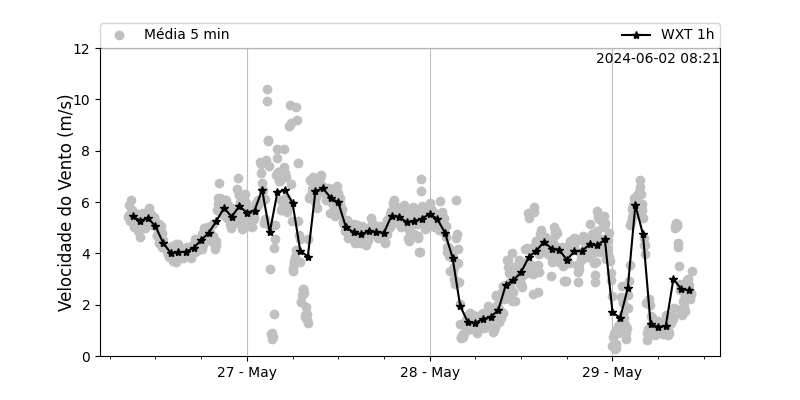 Média 5 min
WXT 1h
2024-06-02 08:21
Velocidade do Vento (m/s)
12
10
8
6
4
2
0
27 - May
28 - May
29 - May